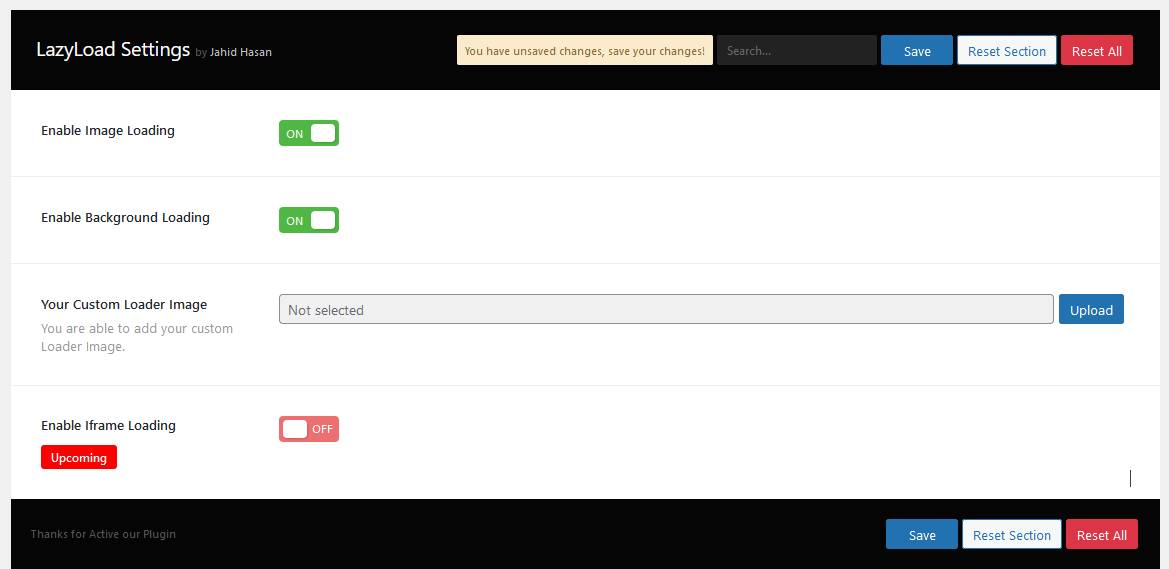 LazyLoad Settings by Jahid Hasan
You have unsaved changes, save your changes! Search... Save Reset Section Reset All
Enable Image Loading ON
Enable Background Loading ON
Your Custom Loader Image Not selected Upload
You are able to add your custom
Loader Image.
Enable Iframe Loading OFF
Upcoming
Thanks for Active our Plugin Save Reset Section Reset All